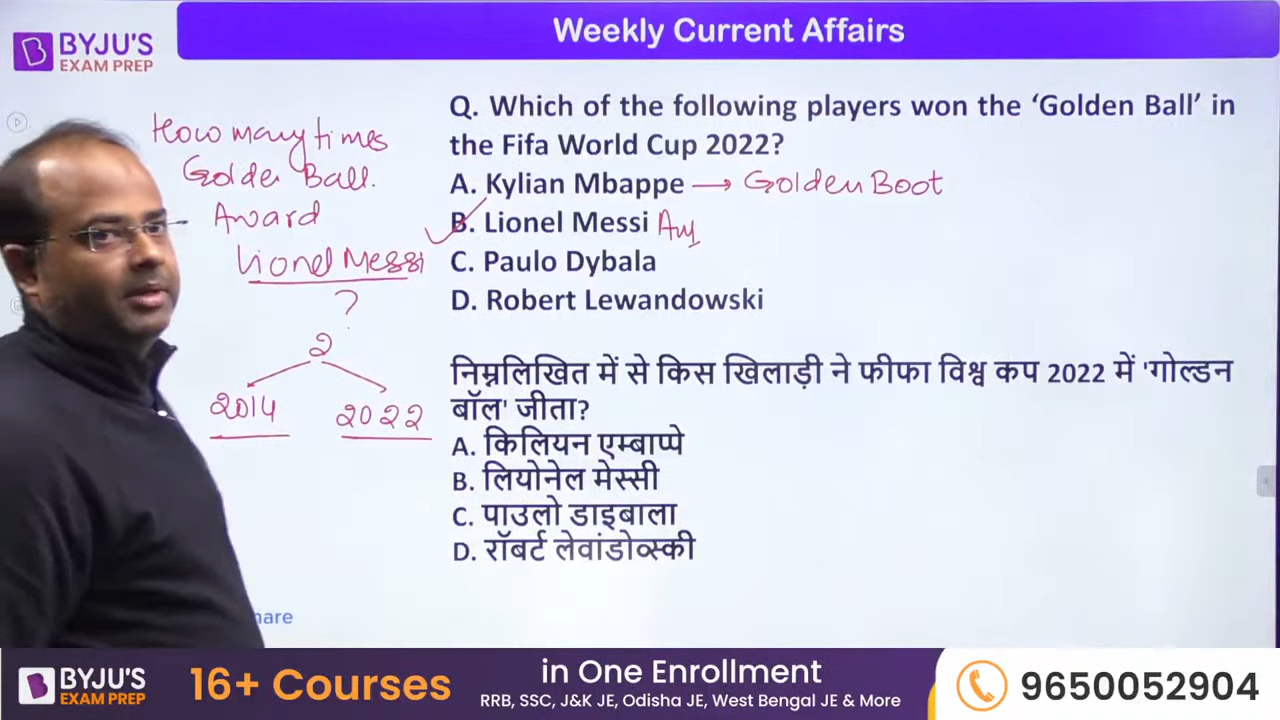 BYJU'S
EXAM PREP
Weekly Current Affairs
How many times
Golden Ball.
Award
Lionel Messi
?
2
2014
2022
Q. Which of the following players won the ‘Golden Ball’ in
the Fifa World Cup 2022?
A. Kylian Mbappe → Golden Boot
B. Lionel Messi
C. Paulo Dybala
D. Robert Lewandowski
निम्नलिखित में से किस खिलाड़ी ने फीफा विश्व कप 2022 में 'गोल्डन
बॉल' जीता?
A. किलियन एम्बाप्पे
B. लियोनेल मेस्सी
C. पाउलो डाइबाला
D. रॉबर्ट लेवांडोव्स्की
BYJU'S
EXAM PREP
16+ Courses
in One Enrollment
RRB, SSC, J&K JE, Odisha JE, West Bengal JE & More
9650052904